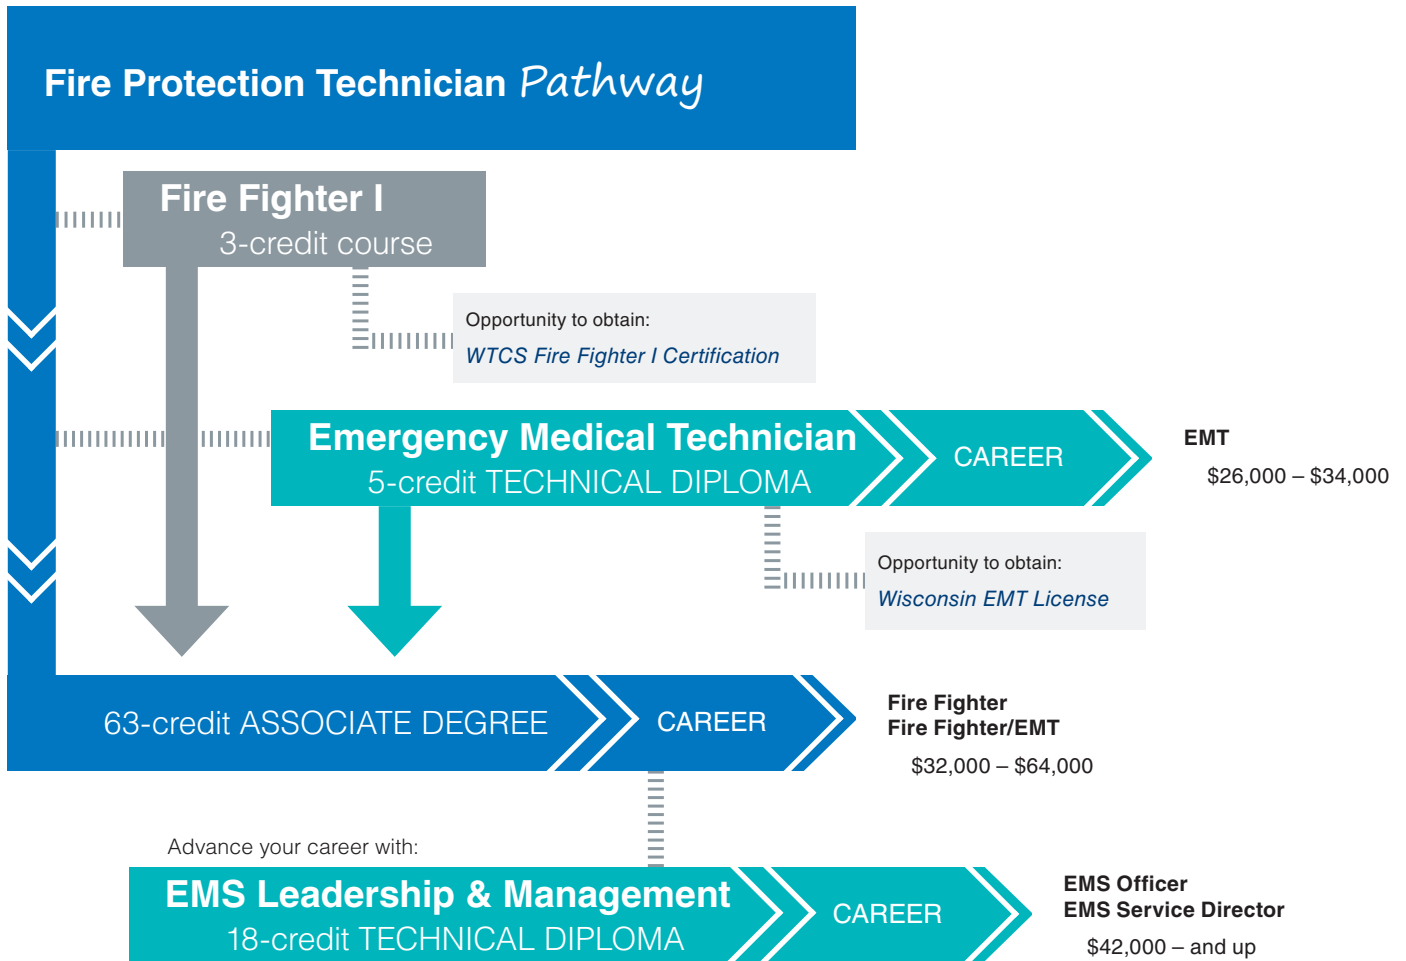 Fire Protection Technician Pathway
Fire Fighter I
3-credit course
Opportunity to obtain:
WTCS Fire Fighter I Certification
Emergency Medical Technician
5-credit TECHNICAL DIPLOMA
CAREER
EMT
$26,000 – $34,000
Opportunity to obtain:
Wisconsin EMT License
63-credit ASSOCIATE DEGREE
CAREER
Fire Fighter
Fire Fighter/EMT
$32,000 – $64,000
Advance your career with:
EMS Leadership & Management
18-credit TECHNICAL DIPLOMA
CAREER
EMS Officer
EMS Service Director
$42,000 – and up